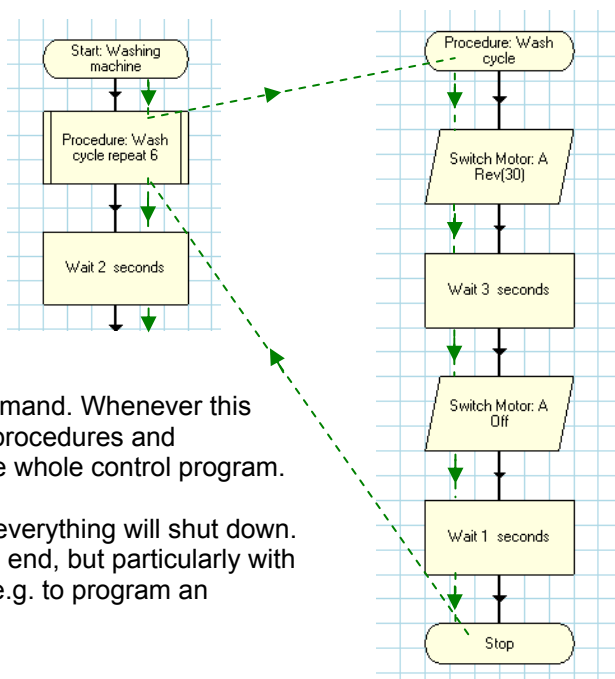 Start: Washing
machine
Procedure: Wash
cycle repeat 6
Wait 2 seconds
Procedure: Wash
cycle
Switch Motor: A
Rev(30)
Wait 3 seconds
Switch Motor: A
Off
Wait 1 seconds
Stop
mand. Whenever this
procedures and
e whole control program.
everything will shut down.
end, but particularly with
e.g. to program an